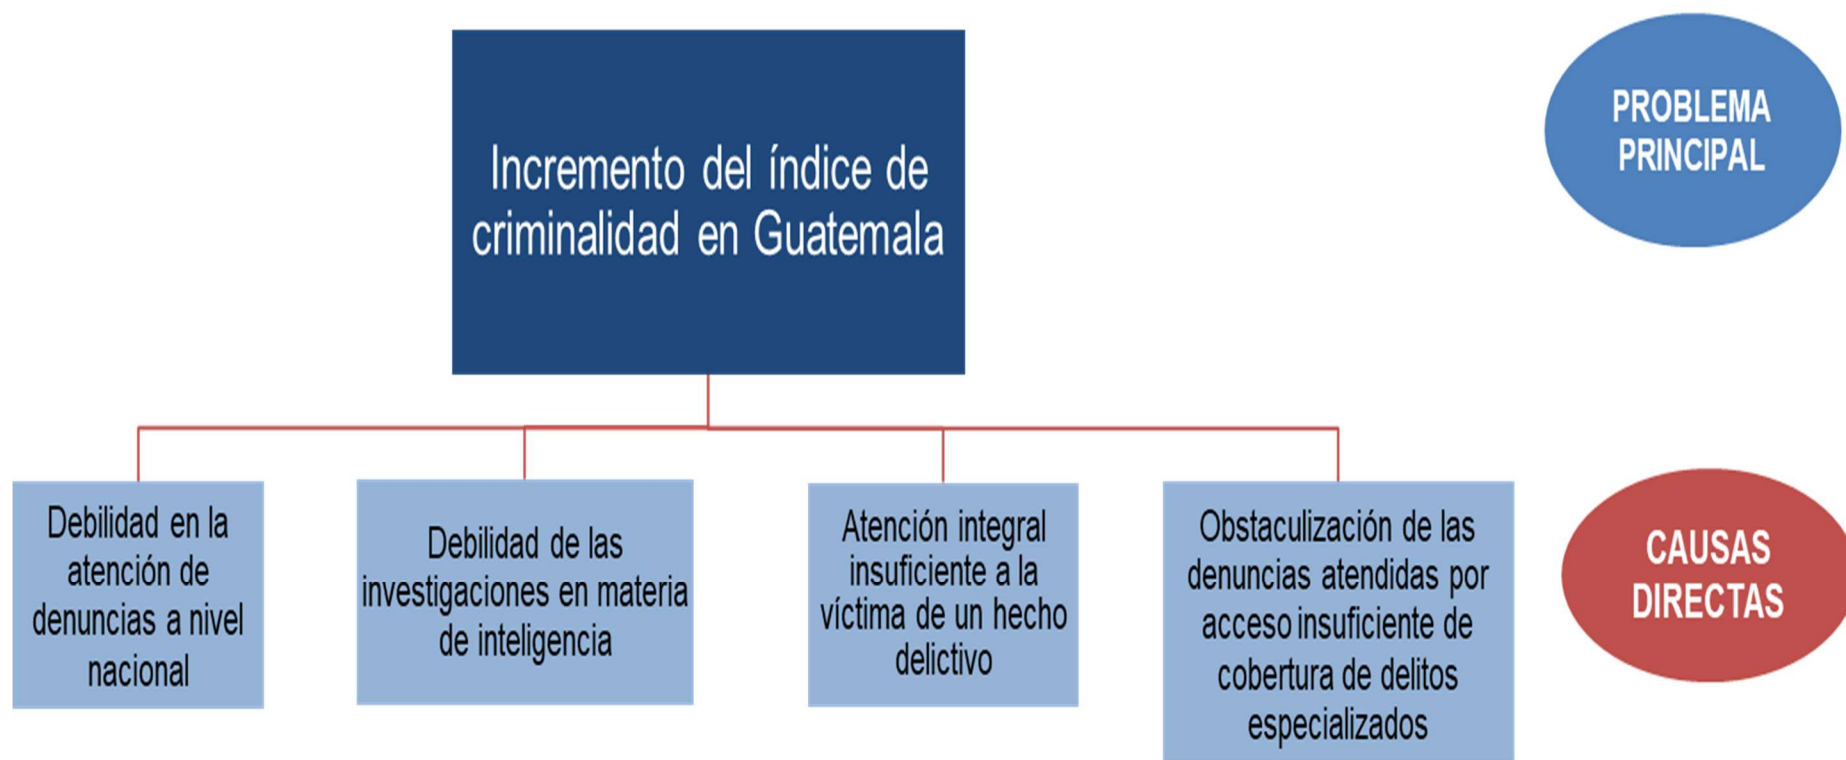 Incremento del índice de
criminalidad en Guatemala
PROBLEMA
PRINCIPAL
Debilidad en la
atención de
denuncias a nivel
nacional
Debilidad de las
investigaciones en materia
de inteligencia
Atención integral
insuficiente a la
víctima de un hecho
delictivo
Obstaculización de las
denuncias atendidas por
acceso insuficiente de
cobertura de delitos
especializados
CAUSAS
DIRECTAS